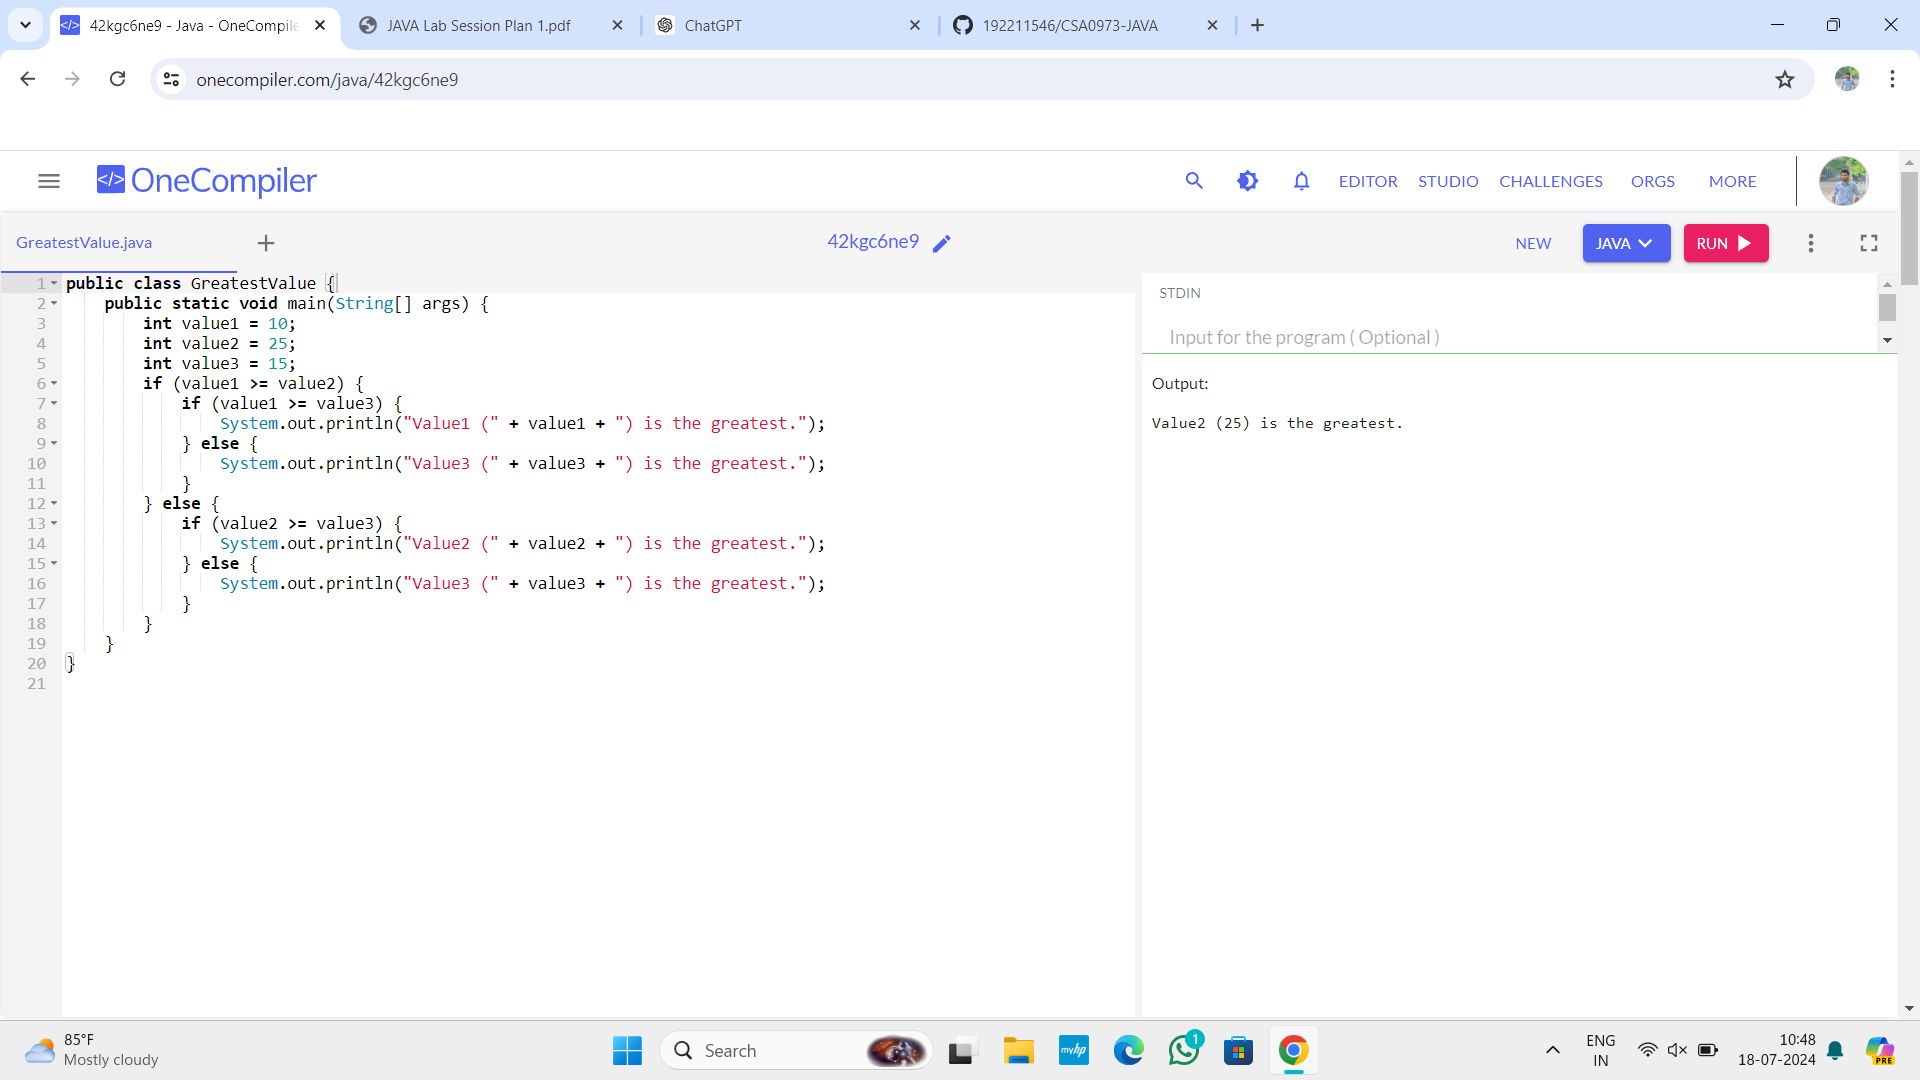 42kgc6ne9 - Java - OneCompile
JAVA Lab Session Plan 1.pdf
ChatGPT
192211546/CSA0973-JAVA
onecompiler.com/java/42kgc6ne9
</> OneCompiler
EDITOR
STUDIO
CHALLENGES
ORGS
MORE
GreatestValue.java
42kgc6ne9
NEW
JAVA
RUN
1 public class GreatestValue {
2     public static void main(String[] args) {
3         int value1 = 10;
4         int value2 = 25;
5         int value3 = 15;
6         if (value1 >= value2) {
7             if (value1 >= value3) {
8                 System.out.println("Value1 (" + value1 + ") is the greatest.");
9             } else {
10                 System.out.println("Value3 (" + value3 + ") is the greatest.");
11             }
12         } else {
13             if (value2 >= value3) {
14                 System.out.println("Value2 (" + value2 + ") is the greatest.");
15             } else {
16                 System.out.println("Value3 (" + value3 + ") is the greatest.");
17             }
18         }
19     }
20 }
21
STDIN
Input for the program ( Optional )
Output:
Value2 (25) is the greatest.
85°F
Mostly cloudy
Search
myhp
1
ENG
IN
10:48
18-07-2024
PRE